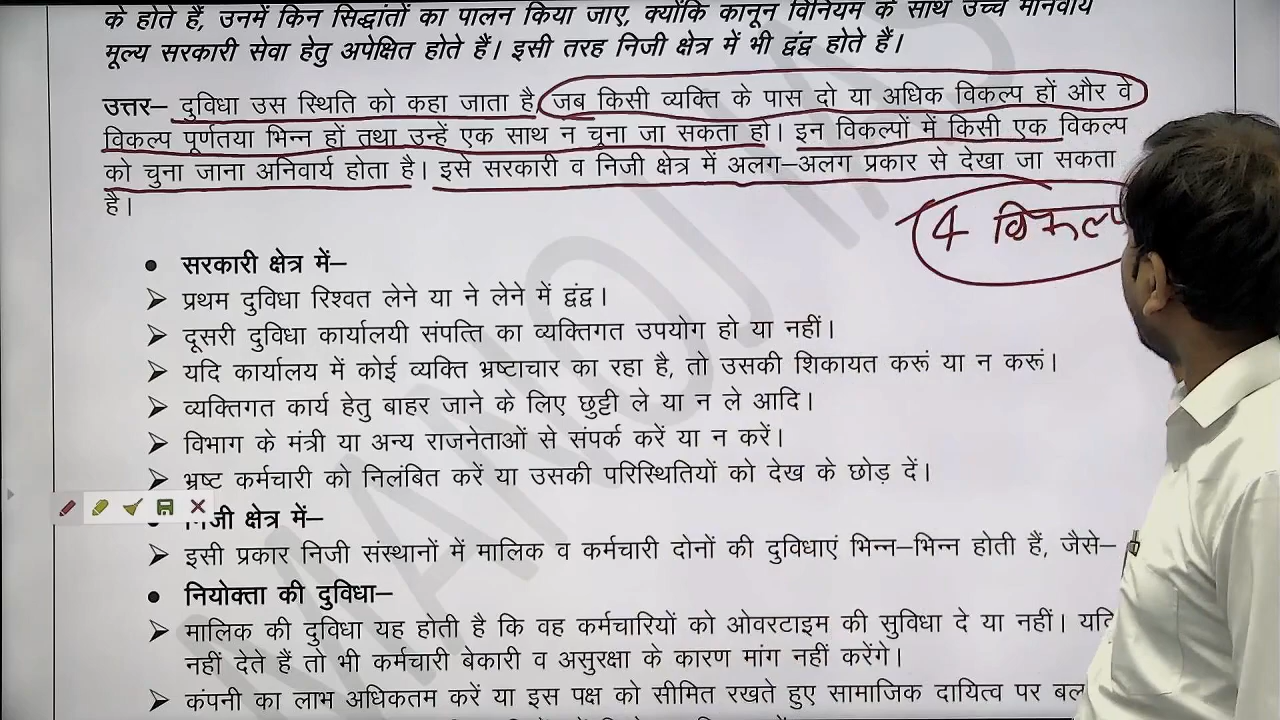 के होते हैं, उनमें किन सिद्धांतों का पालन किया जाए, क्योंकि कानून विनियम के साथ उच्च मानवीय
मूल्य सरकारी सेवा हेतु अपेक्षित होते हैं। इसी तरह निजी क्षेत्र में भी द्वंद्व होते हैं।
उत्तर– दुविधा उस स्थिति को कहा जाता है जब किसी व्यक्ति के पास दो या अधिक विकल्प हों और वे
विकल्प पूर्णतया भिन्न हों तथा उन्हें एक साथ न चूना जा सकता हो। इन विकल्पों में किसी एक विकल्प
को चुना जाना अनिवार्य होता है। इसे सरकारी व निजी क्षेत्र में अलग–अलग प्रकार से देखा जा सकता
है।
4 विकल्प
• सरकारी क्षेत्र में–
➢ प्रथम दुविधा रिश्वत लेने या ने लेने में द्वंद्व।
➢ दूसरी दुविधा कार्यालयी संपत्ति का व्यक्तिगत उपयोग हो या नहीं।
➢ यदि कार्यालय में कोई व्यक्ति भ्रष्टाचार का रहा है, तो उसकी शिकायत करूं या न करूं।
➢ व्यक्तिगत कार्य हेतु बाहर जाने के लिए छुट्टी ले या न ले आदि।
➢ विभाग के मंत्री या अन्य राजनेताओं से संपर्क करें या न करें।
➢ भ्रष्ट कर्मचारी को निलंबित करें या उसकी परिस्थितियों को देख के छोड़ दें।
• निजी क्षेत्र में–
➢ इसी प्रकार निजी संस्थानों में मालिक व कर्मचारी दोनों की दुविधाएं भिन्न–भिन्न होती हैं, जैसे–
• नियोक्ता की दुविधा–
➢ मालिक की दुविधा यह होती है कि वह कर्मचारियों को ओवरटाइम की सुविधा दे या नहीं। यदि
नहीं देते हैं तो भी कर्मचारी बेकारी व असुरक्षा के कारण मांग नहीं करेंगे।
➢ कंपनी का लाभ अधिकतम करें या इस पक्ष को सीमित रखते हुए सामाजिक दायित्व पर बल
MANOJ IAS